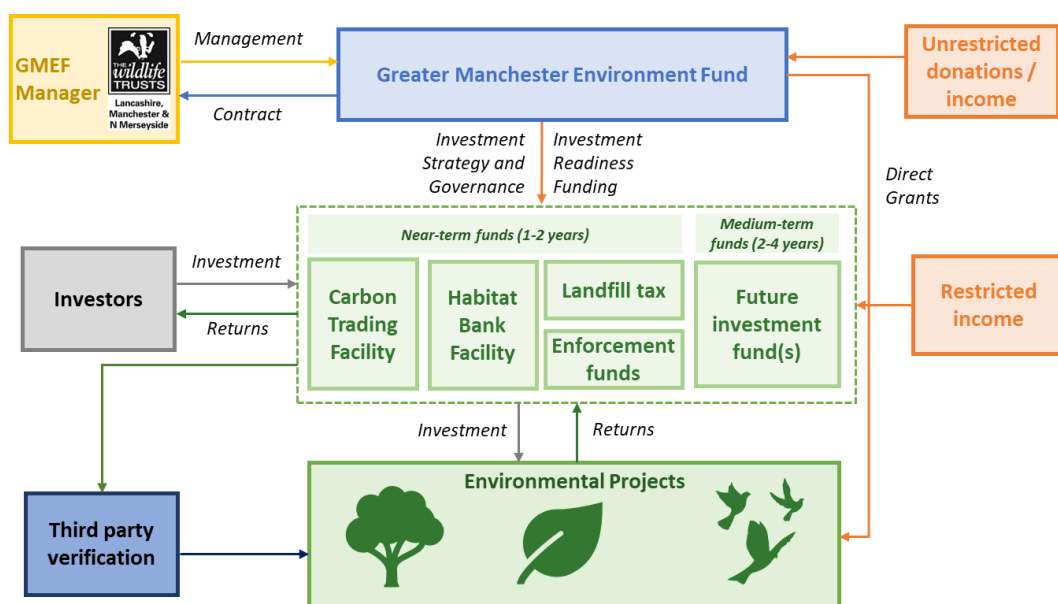 GMEF
Manager
THE
wildlife
TRUSTS
Lancashire,
Manchester &
N Merseyside
Management
Contract
Greater Manchester Environment Fund
Unrestricted
donations /
income
Investment
Strategy and
Governance
Investment
Readiness
Funding
Direct
Grants
Near-term funds (1-2 years)
Medium-term
funds (2-4 years)
Investors
Investment
Returns
Carbon
Trading
Facility
Habitat
Bank
Facility
Landfill tax
Enforcement
funds
Future
investment
fund(s)
Restricted
income
Investment
Returns
Third party
verification
Environmental Projects